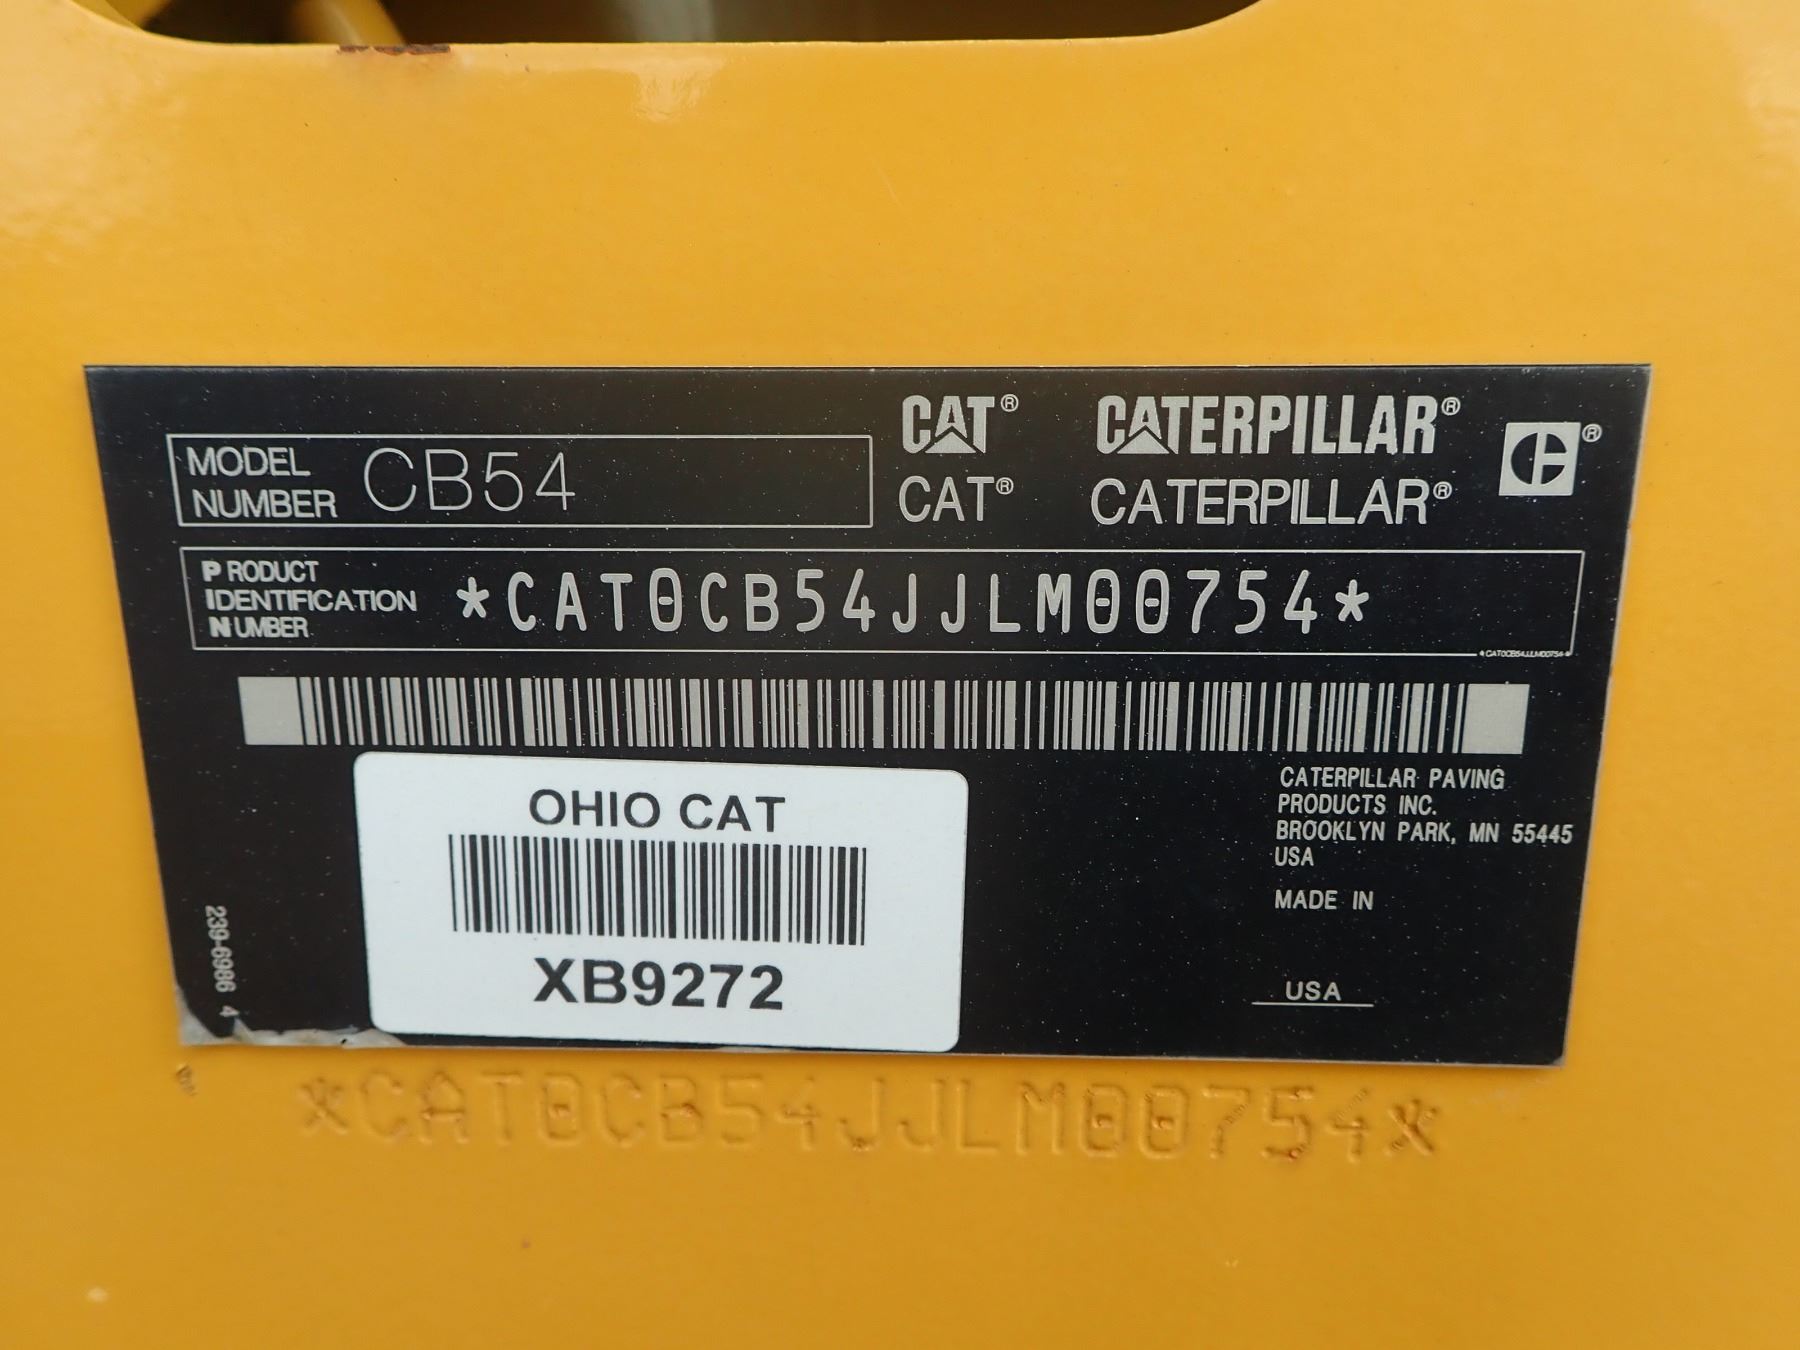 CAT® CATERPILLAR® ®
MODEL NUMBER CB54
CAT® CATERPILLAR®
PRODUCT
IDENTIFICATION
NUMBER
*CAT0CB54JJLM00754*
*CAT0CB54JJLM00754*
OHIO CAT
XB9272
CATERPILLAR PAVING
PRODUCTS INC.
BROOKLYN PARK, MN 55445
USA
MADE IN
USA
239-6986 4
*CAT0CB54JJLM00754*